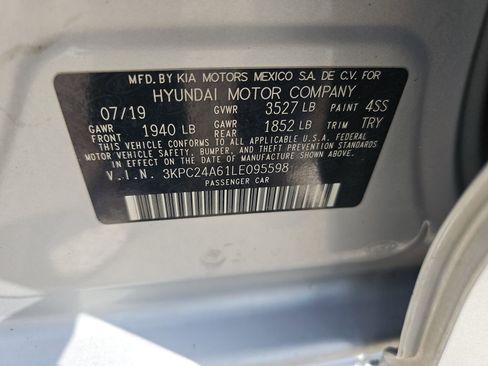 MFD. BY KIA MOTORS MEXICO S.A. DE C.V. FOR
HYUNDAI MOTOR COMPANY
07/19 GVWR 3527 LB PAINT 4SS
GAWR FRONT 1940 LB GAWR REAR 1852 LB TRIM TRY
THIS VEHICLE CONFORMS TO ALL APPLICABLE U.S.A. FEDERAL
MOTOR VEHICLE SAFETY, BUMPER, AND THEFT PREVENTION STANDARDS
IN EFFECT ON THE DATE OF MANUFACTURE SHOWN ABOVE.
V.I.N. 3KPC24A61LE095598
PASSENGER CAR